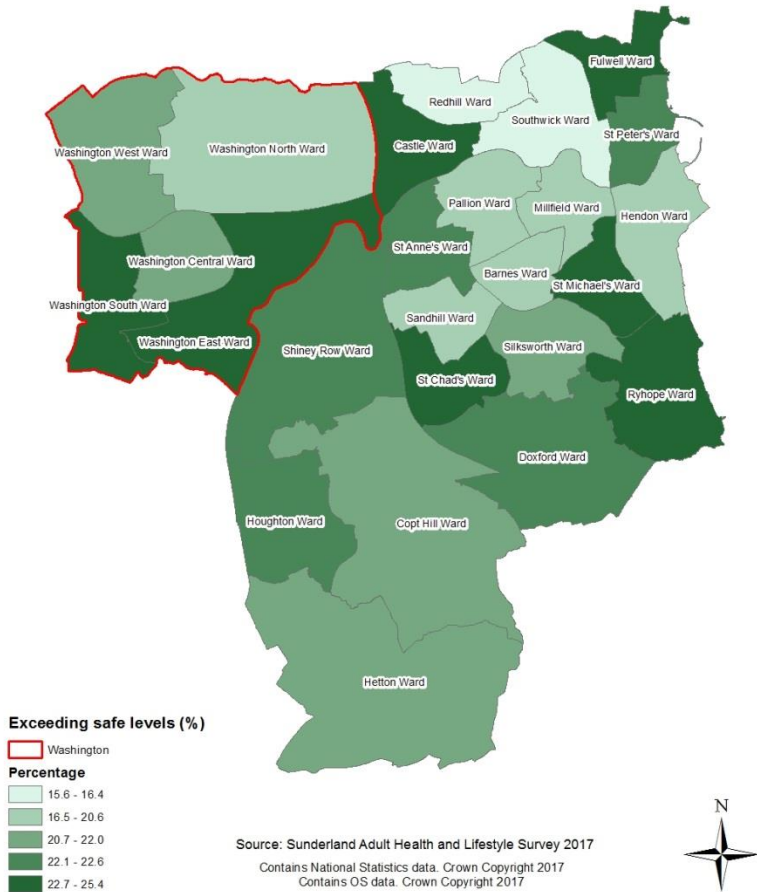 Fulwell Ward
Redhill Ward
Southwick Ward
St Peter's Ward
Castle Ward
Washington West Ward
Washington North Ward
Pallion Ward
Millfield Ward
Hendon Ward
St Anne's Ward
Washington Central Ward
Barnes Ward
St Michael's Ward
Washington South Ward
Sandhill Ward
Washington East Ward
Shiney Row Ward
Silksworth Ward
St Chad's Ward
Ryhope Ward
Doxford Ward
Houghton Ward
Copt Hill Ward
Hetton Ward
Exceeding safe levels (%)
Washington
Percentage
15.6 - 16.4
16.5 - 20.6
20.7 - 22.0
22.1 - 22.6
22.7 - 25.4
Source: Sunderland Adult Health and Lifestyle Survey 2017
Contains National Statistics data. Crown Copyright 2017
Contains OS data. Crown Copyright 2017
N